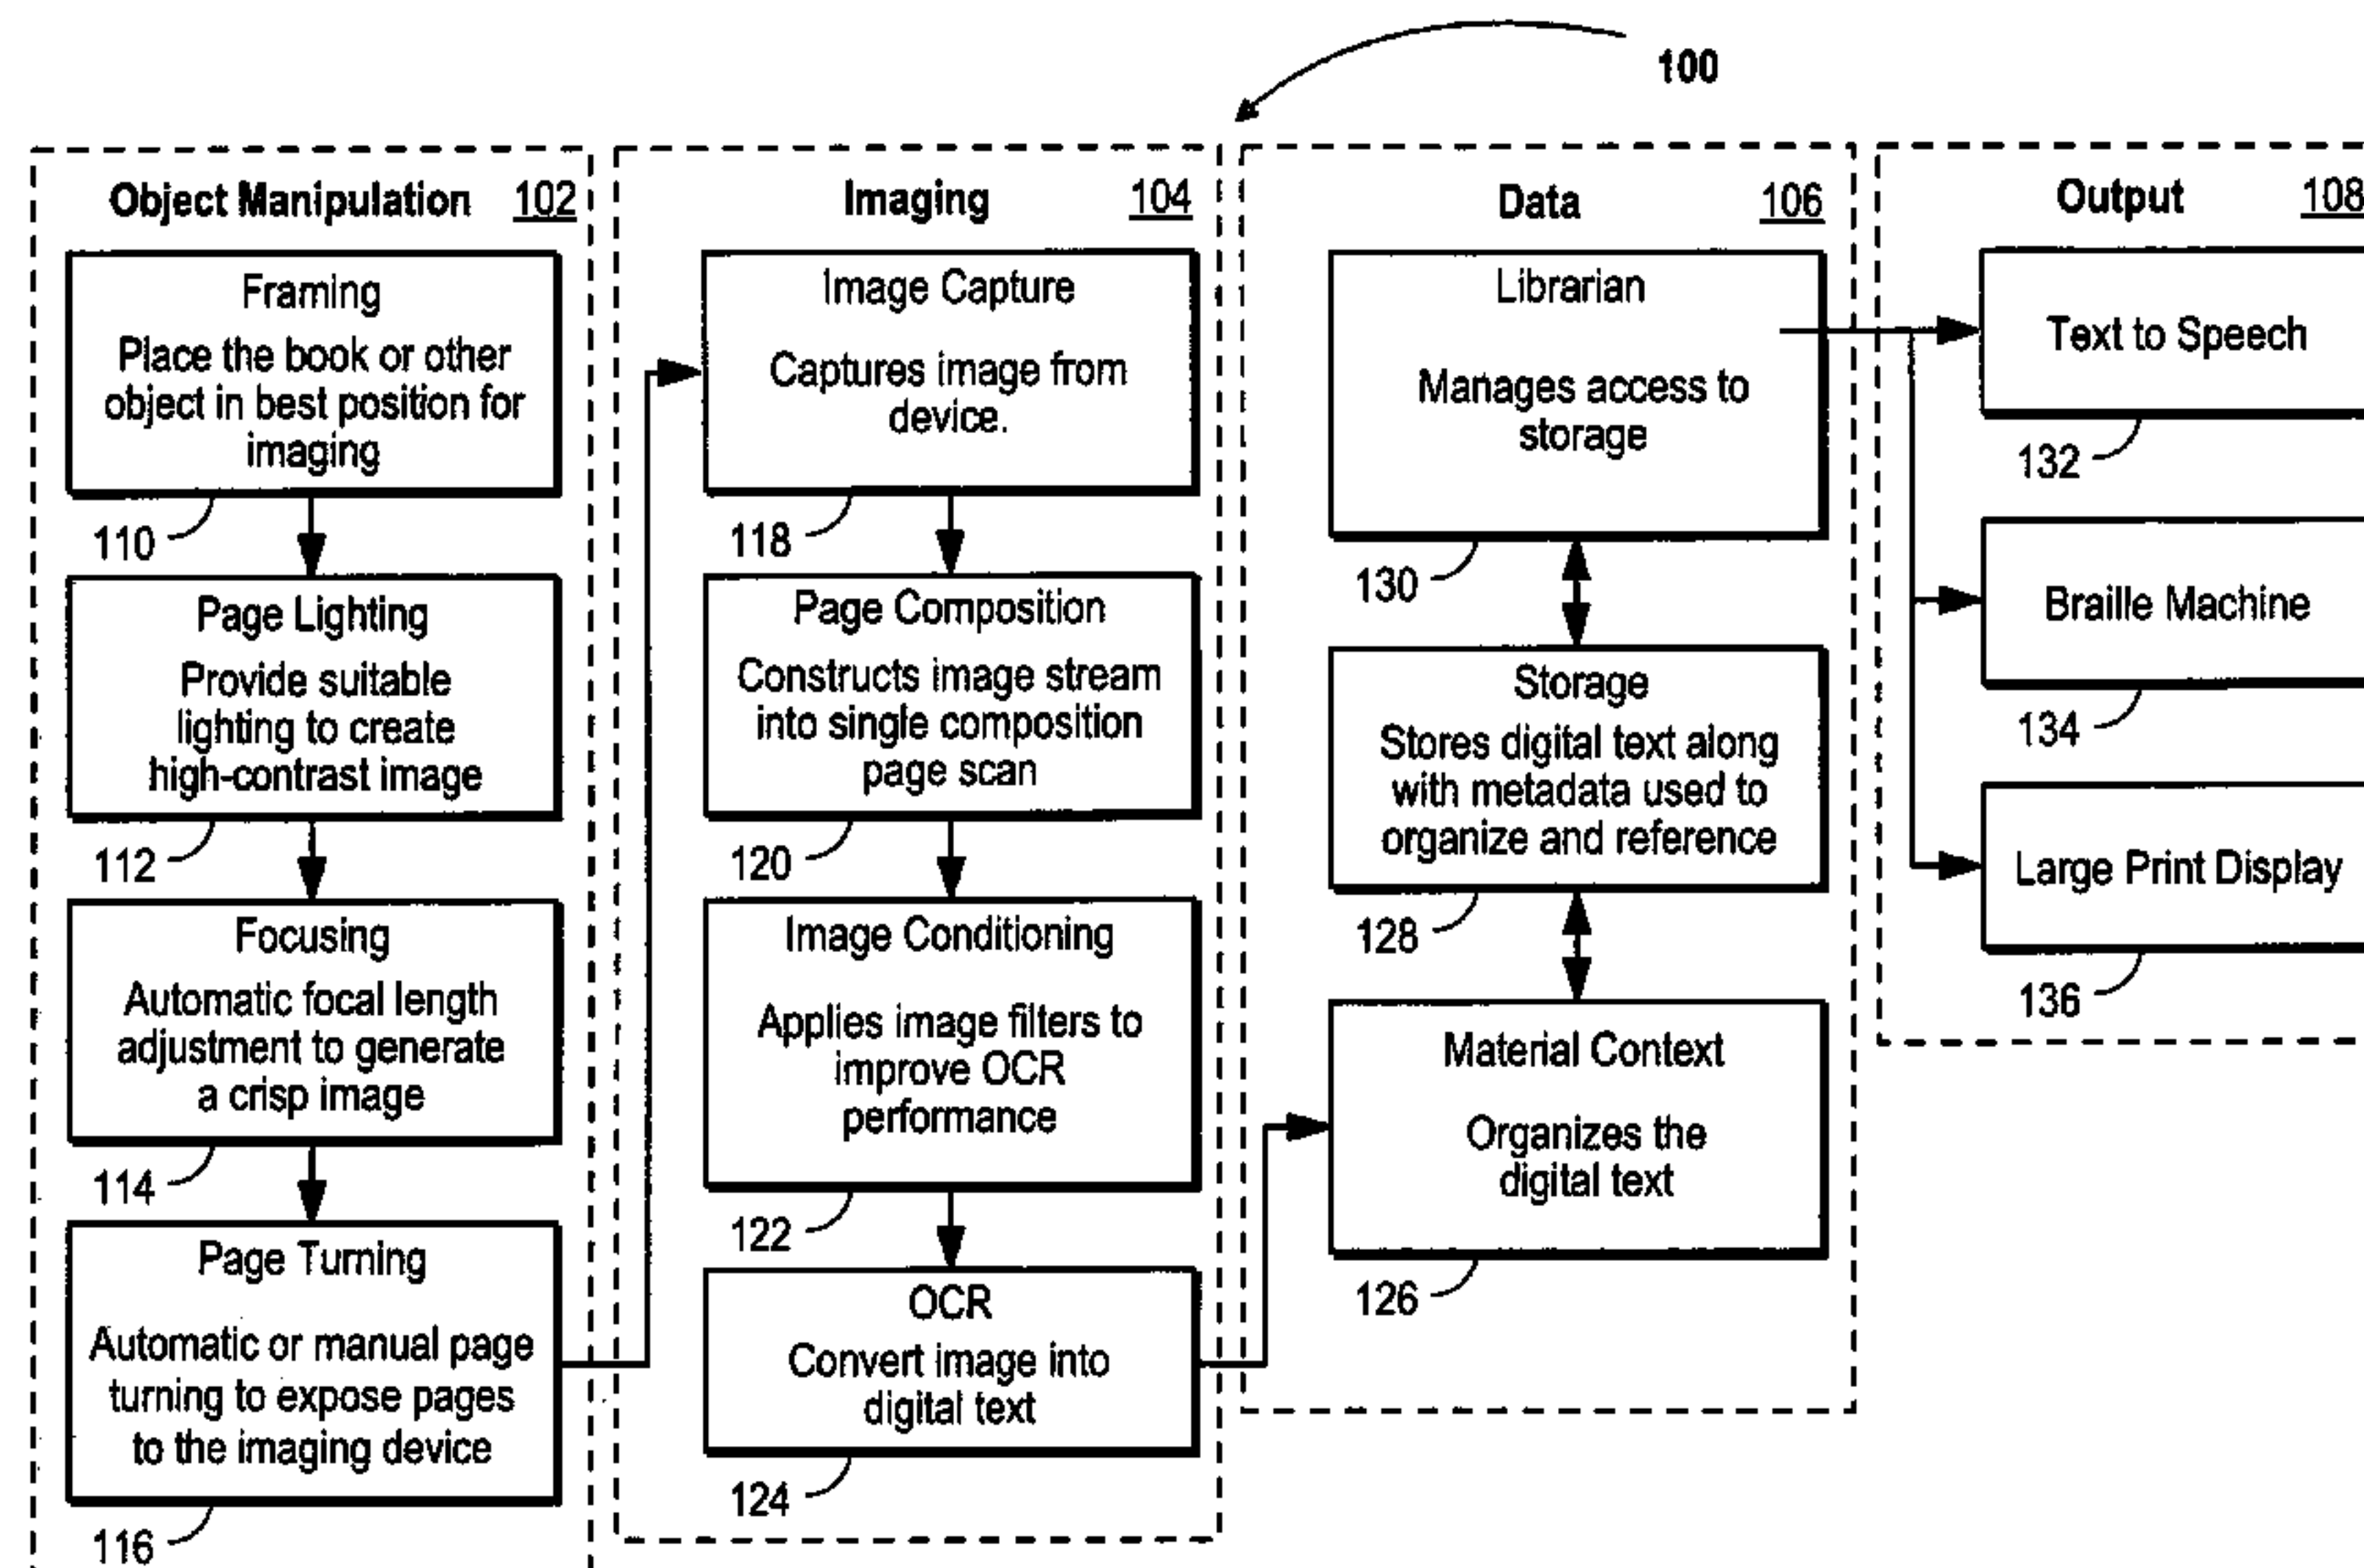 100
Object Manipulation 102
Framing
Place the book or other
object in best position for
imaging
110
Page Lighting
Provide suitable
lighting to create
high-contrast image
112
Focusing
Automatic focal length
adjustment to generate
a crisp image
114
Page Turning
Automatic or manual page
turning to expose pages
to the imaging device
116
Imaging 104
Image Capture
Captures image from
device.
118
Page Composition
Constructs image stream
into single composition
page scan
120
Image Conditioning
Applies image filters to
improve OCR
performance
122
OCR
Convert image into
digital text
124
Data 106
Librarian
Manages access to
storage
130
Storage
Stores digital text along
with metadata used to
organize and reference
128
Material Context
Organizes the
digital text
126
Output 108
Text to Speech
132
Braille Machine
134
Large Print Display
136